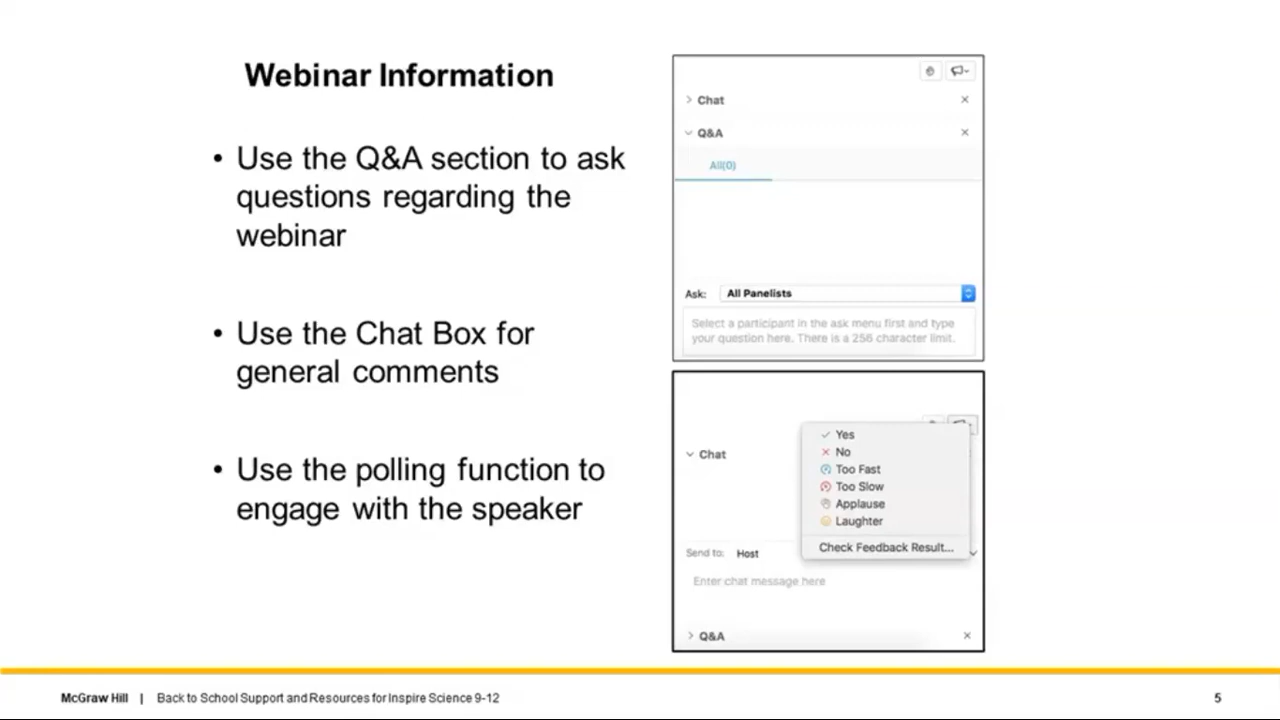 Webinar Information
• Use the Q&A section to ask
questions regarding the
webinar
• Use the Chat Box for
general comments
• Use the polling function to
engage with the speaker
Chat
Q&A
All(0)
Ask: All Panelists
Select a participant in the ask menu first and type
your question here. There is a 256 character limit.
Chat
Yes
No
Too Fast
Too Slow
Applause
Laughter
Check Feedback Result...
Send to: Host
Enter chat message here
Q&A
McGraw Hill | Back to School Support and Resources for Inspire Science 9-12
5